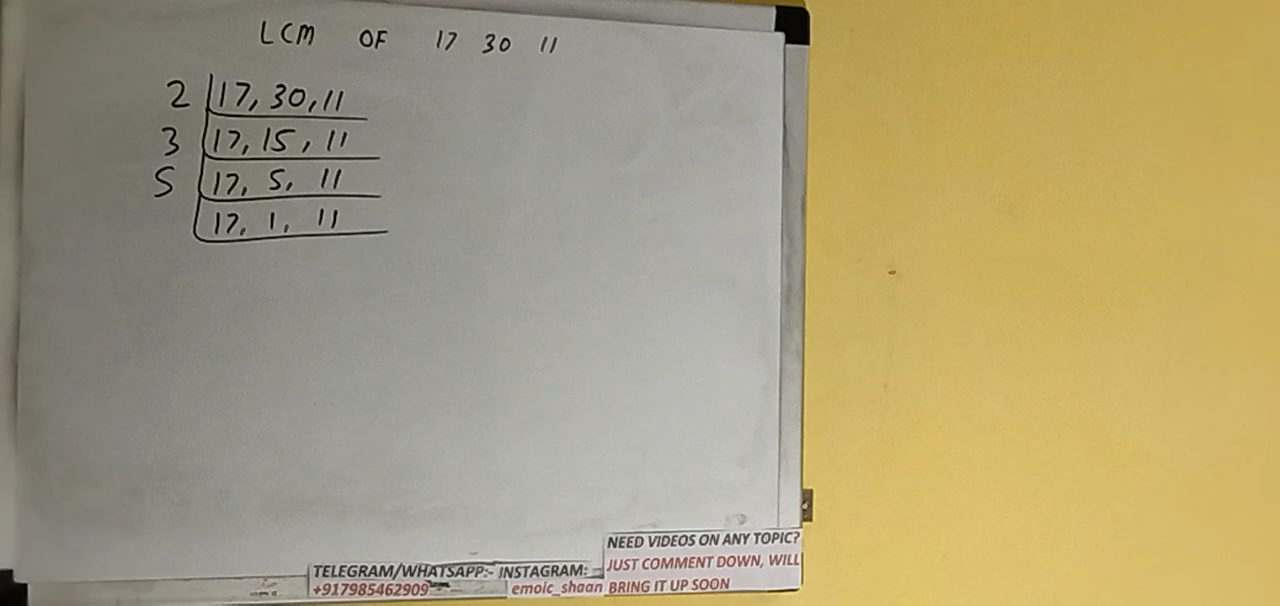 LCM OF 17 30 11
2 17, 30, 11
3 17, 15, 11
5 17, 5, 11
17, 1, 11
TELEGRAM/WHATSAPP:- INSTAGRAM:
+917985462909 emoic_shaan
NEED VIDEOS ON ANY TOPIC?
JUST COMMENT DOWN, WILL
BRING IT UP SOON